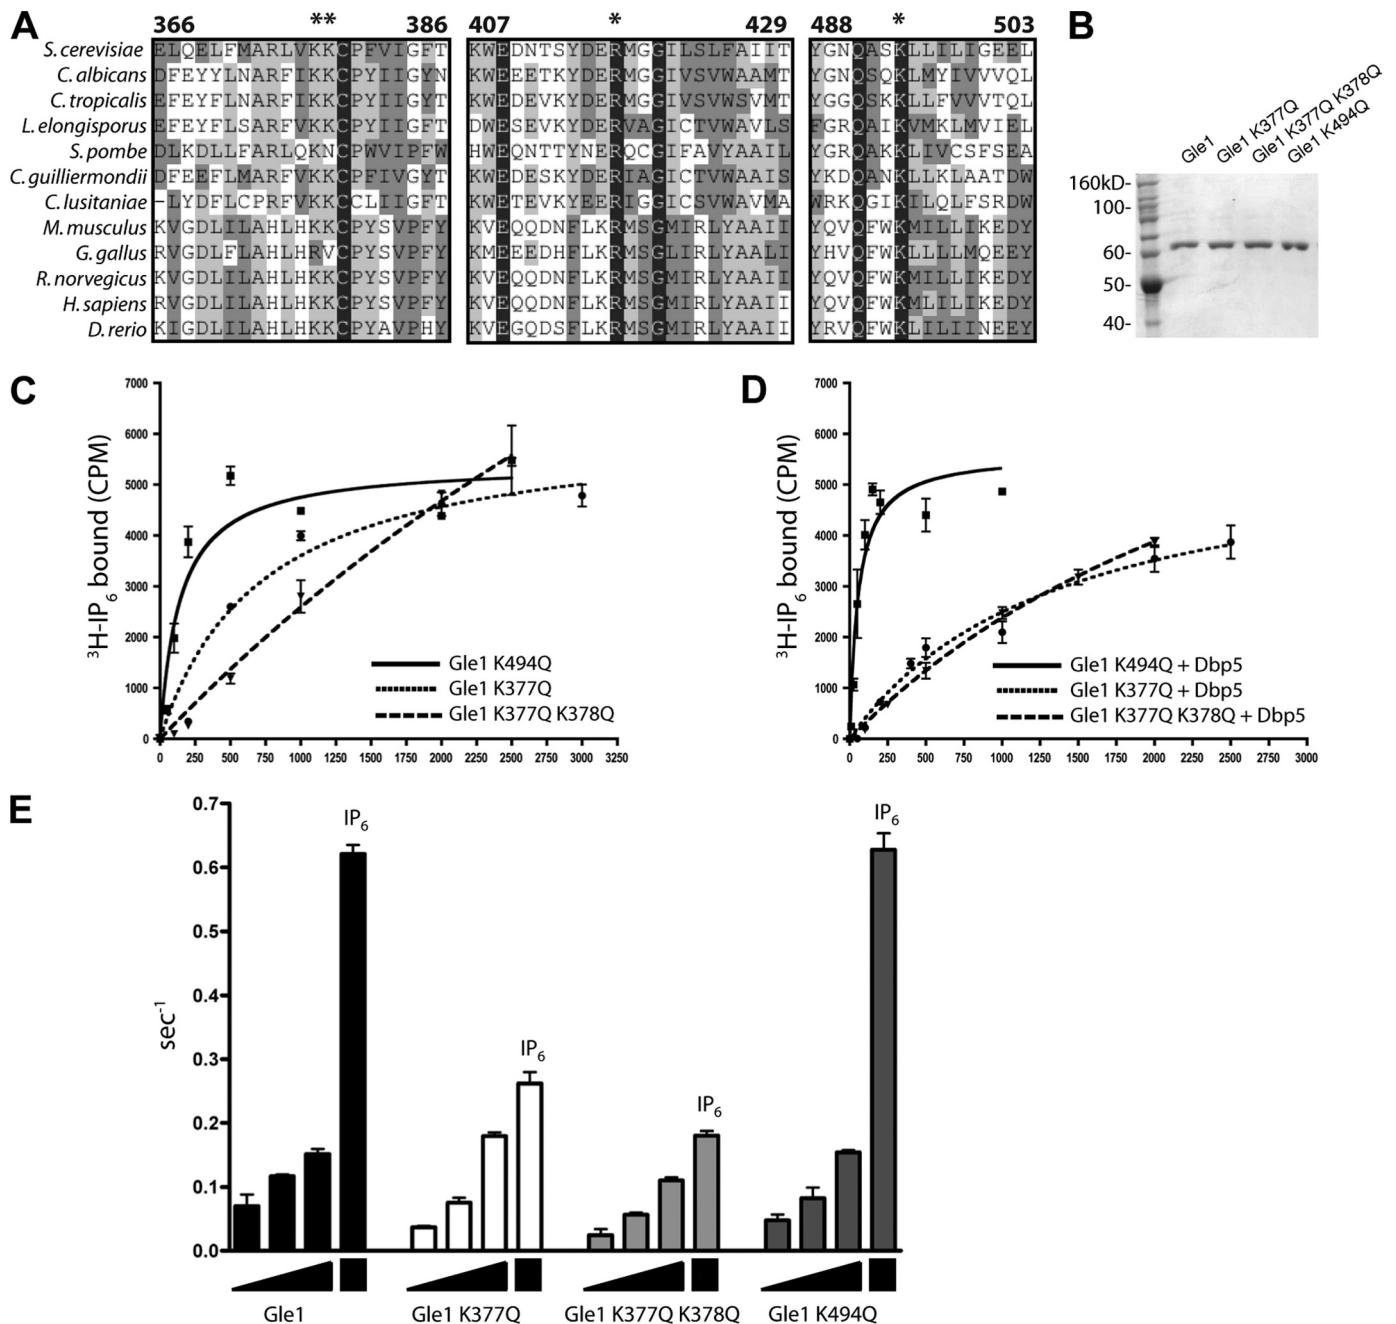 A
366 ** 386 407 * 429 488 * 503
S. cerevisiae ELQELFMARLVKKCPFVIGFT KWEDNTSYDERMGGILSLFAIIT YGNQASKLLILIGEEL
C. albicans DFEYYLNARFIKKCPYIIGYN KWEEETKYDERMGGIVSVWAAMT YGNQSQKLMYIVVVQL
C. tropicalis EFEYFLNARFIKKCPYIIGYT KWEDEVKYDERMGGIVSVWSVMT YGGQSKKLLFVVVTQL
L. elongisporus EFEYFLSARFVKKCPYIIGFT DWESEVKYDERVAGICTVWAVLS FGRQAIKVMKLMVIEL
S. pombe DLKDLLFARLQKNCPWVIPFW HWEQNTTYNERQCGIFAVYAAIL YGQQAKKLIVCSFSEA
C. guilliermondii DFEEFLMARFVKKCPFIVGYT KWEDESKYDERIAGICTVWAAIS YKDQANKLLKLAATDW
C. lusitaniae –LYDFLCPRFVKKCCLIIGFT KWETEVKYEERIGGICSVWAVMA WRKQGIKILQLFSRDW
M. musculus KVGDLILAHLHKKCPYSVPFY KVEQQDNFLKRMSGMIRLYAAII YQVQFWKMILLLIKEDY
G. gallus RVGDLFLAHLHRVCPYSVPFY KMEEEDHFLKRMSGLIRLYAALI YHVQFWKLLLLMQEEY
R. norvegicus KVGDLILAHLHKKCPYSVPFY KVEQQDNFLKRMSGMIRLYAAII YQVQFWKMILLIKEDY
H. sapiens RVGDLILAHLHKKCPYSVPFY KVEQQDNFLKRMSGMIRLYAAII YQVQFWKMLILIKEDY
D. rerio KIGDLILAHLHKKCPYAVPHY KVEGQDSFLKRMSGMIRLYAAII YRVQFWKLILIINEEY
B
Gle1
Gle1 K377Q
Gle1 K377Q K378Q
Gle1 K494Q
160kD-
100-
60-
50-
40-
C
³H-IP₆ bound (CPM)
7000
6000
5000
4000
3000
2000
1000
0
0 250 500 750 1000 1250 1500 1750 2000 2250 2500 2750 3000 3250
Gle1 K494Q
Gle1 K377Q
Gle1 K377Q K378Q
D
³H-IP₆ bound (CPM)
7000
6000
5000
4000
3000
2000
1000
0
0 250 500 750 1000 1250 1500 1750 2000 2250 2500 2750 3000
Gle1 K494Q + Dbp5
Gle1 K377Q + Dbp5
Gle1 K377Q K378Q + Dbp5
E
sec⁻¹
0.7
0.6
0.5
0.4
0.3
0.2
0.1
0.0
IP₆
IP₆
IP₆
IP₆
Gle1
Gle1 K377Q
Gle1 K377Q K378Q
Gle1 K494Q